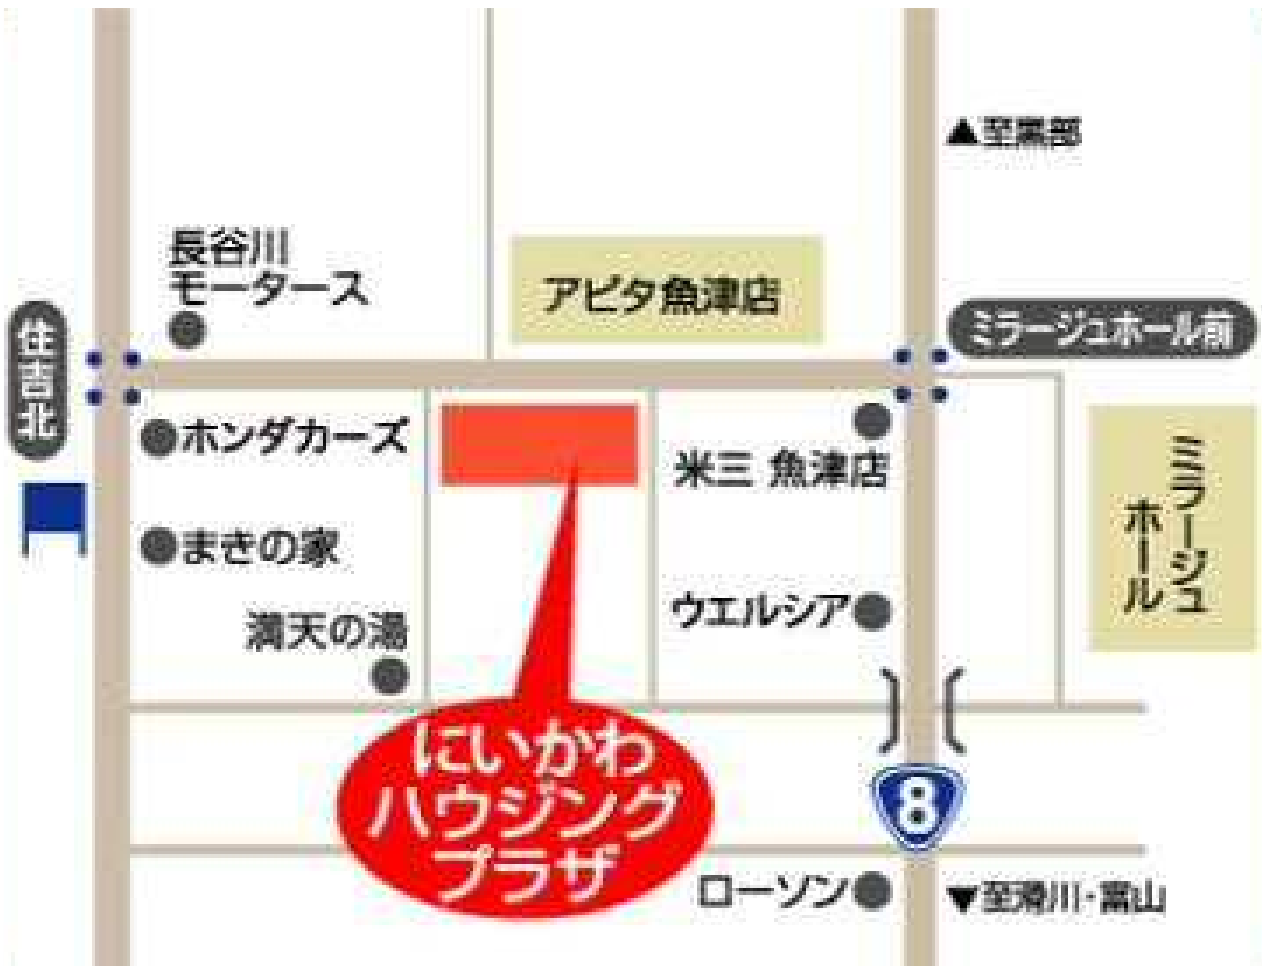 ▲至黒部
長谷川
モータース
アピタ魚津店
住吉北
ミラージュホール前
ホンダカーズ
米三 魚津店
ミラージュ
ホール
まきの家
ウエルシア
満天の湯
にいかわ
ハウジング
プラザ
8
ローソン
▼至滑川・富山